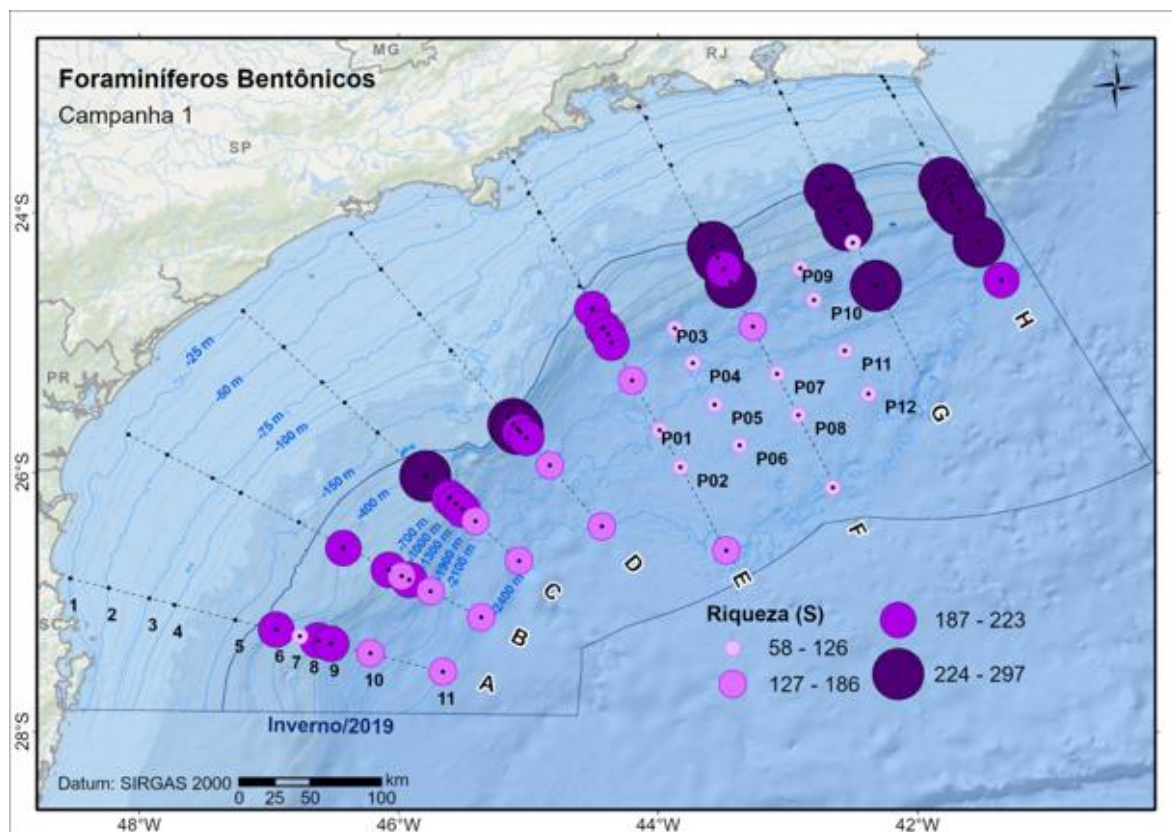 Foraminíferos Bentônicos
Campanha 1
MG
RJ
SP
PR
SC
48°W
46°W
44°W
42°W
24°S
26°S
28°S
-25 m
-50 m
-75 m
-100 m
-150 m
-400 m
-700 m
-1000 m
-1300 m
-1900 m
-2100 m
-2400 m
P09
P10
P03
P04
P11
P07
P05
P12
P08
P01
P06
P02
H
G
F
E
D
C
B
A
1
2
3
4
5
6
7
8
9
10
11
Riqueza (S)
58 - 126
127 - 186
187 - 223
224 - 297
Inverno/2019
Datum: SIRGAS 2000
km
0 25 50 100